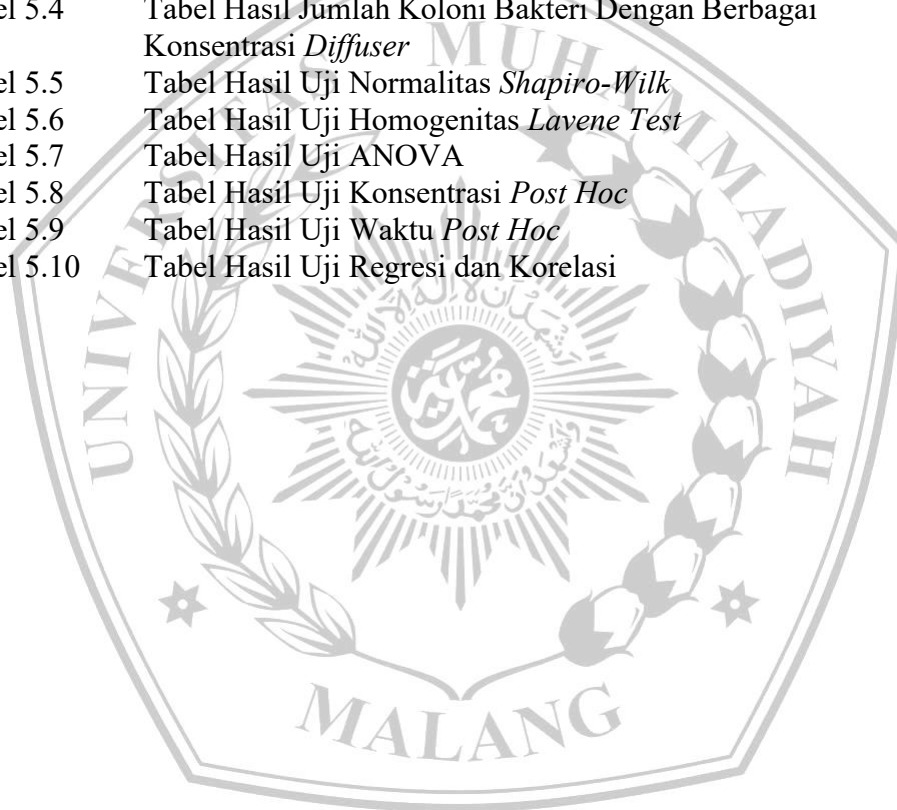 el 5.4 Tabel Hasil Jumlah Koloni Bakteri Dengan Berbagai
Konsentrasi Diffuser
el 5.5 Tabel Hasil Uji Normalitas Shapiro-Wilk
el 5.6 Tabel Hasil Uji Homogenitas Lavene Test
el 5.7 Tabel Hasil Uji ANOVA
el 5.8 Tabel Hasil Uji Konsentrasi Post Hoc
el 5.9 Tabel Hasil Uji Waktu Post Hoc
el 5.10 Tabel Hasil Uji Regresi dan Korelasi
UNIVERSITAS MUHAMMADIYAH
MALANG